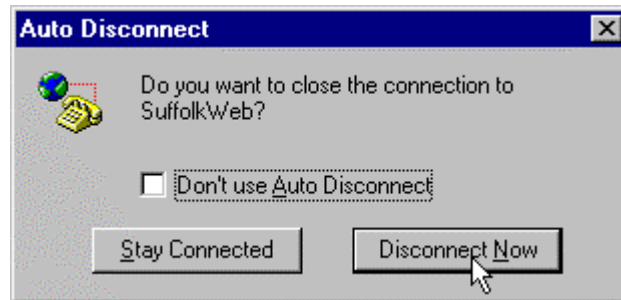 Auto Disconnect
Do you want to close the connection to
SuffolkWeb?
Don't use Auto Disconnect
Stay Connected
Disconnect Now